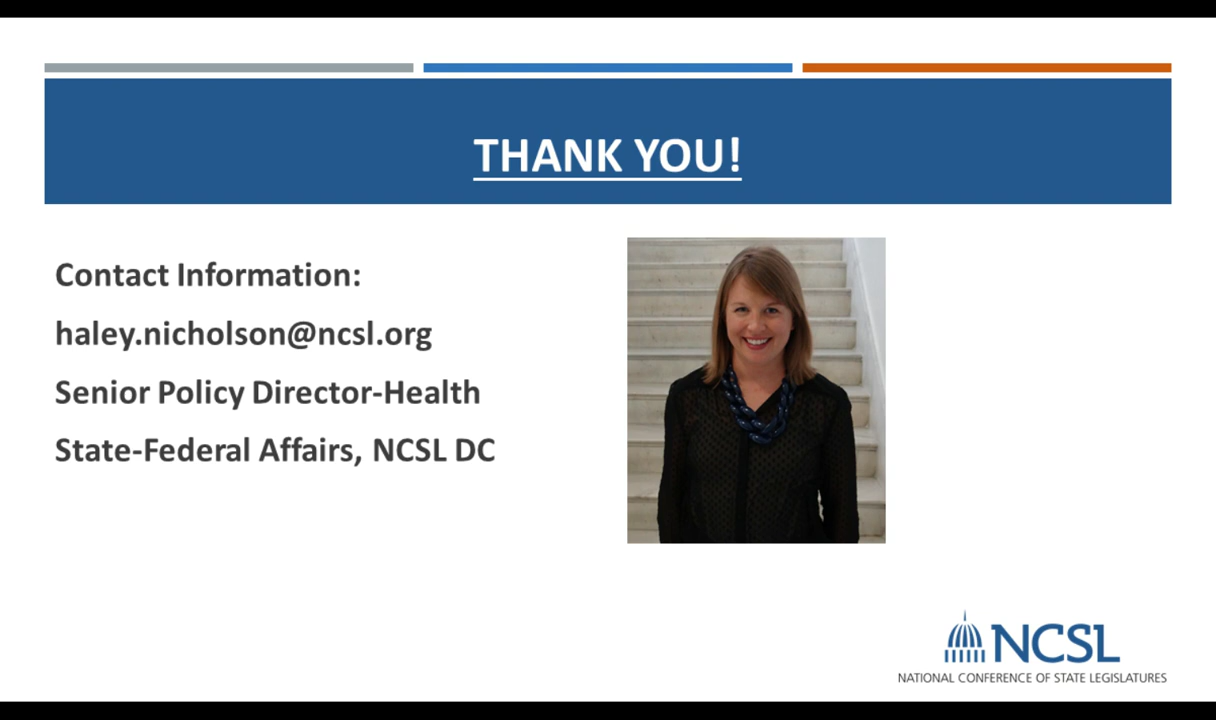 THANK YOU!
Contact Information:
haley.nicholson@ncsl.org
Senior Policy Director-Health
State-Federal Affairs, NCSL DC
NCSL
NATIONAL CONFERENCE OF STATE LEGISLATURES